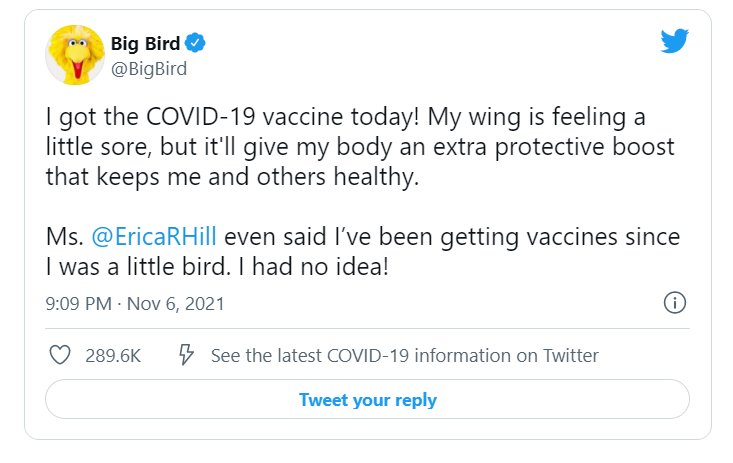 Big Bird
@BigBird
I got the COVID-19 vaccine today! My wing is feeling a
little sore, but it'll give my body an extra protective boost
that keeps me and others healthy.
Ms. @EricaRHill even said I’ve been getting vaccines since
I was a little bird. I had no idea!
9:09 PM · Nov 6, 2021
289.6K See the latest COVID-19 information on Twitter
Tweet your reply